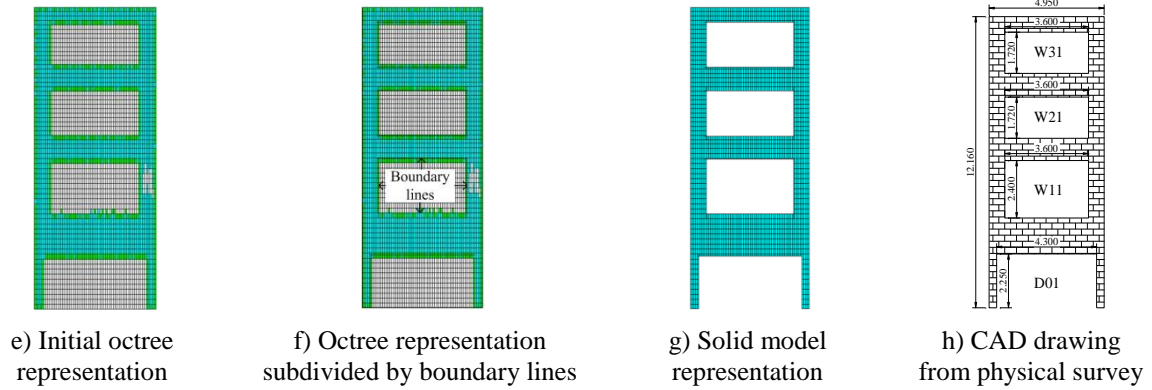 Boundary
lines
4.950
3.600
1.720
W31
3.600
1.720
W21
3.600
12.160
2.400
W11
4.300
2.250
D01
e) Initial octree
representation
f) Octree representation
subdivided by boundary lines
g) Solid model
representation
h) CAD drawing
from physical survey